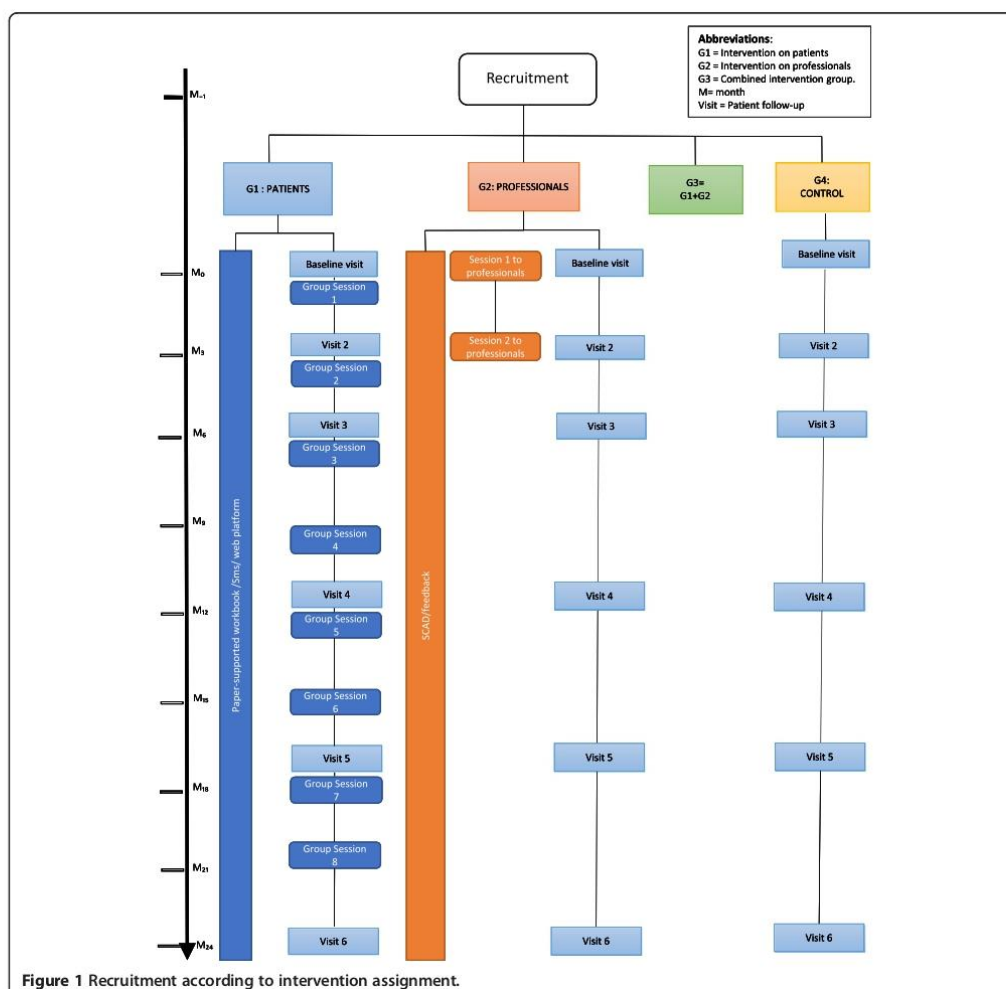 Abbreviations:
G1 = Intervention on patients
G2 = Intervention on professionals
G3 = Combined intervention group.
M= month
Visit = Patient follow-up
Recruitment
M-1
G1 : PATIENTS
G2: PROFESSIONALS
G3=
G1+G2
G4:
CONTROL
M0
Baseline visit
Group Session
1
Session 1 to
professionals
Baseline visit
Baseline visit
M3
Visit 2
Group Session
2
Session 2 to
professionals
Visit 2
Visit 2
M6
Visit 3
Group Session
3
Visit 3
Visit 3
M9
Group Session
4
Paper-supported workbook /Sms/ web platform
SCAD/feedback
M12
Visit 4
Group Session
5
Visit 4
Visit 4
M15
Group Session
6
M18
Visit 5
Group Session
7
Visit 5
Visit 5
M21
Group Session
8
M24
Visit 6
Visit 6
Visit 6
Figure 1 Recruitment according to intervention assignment.